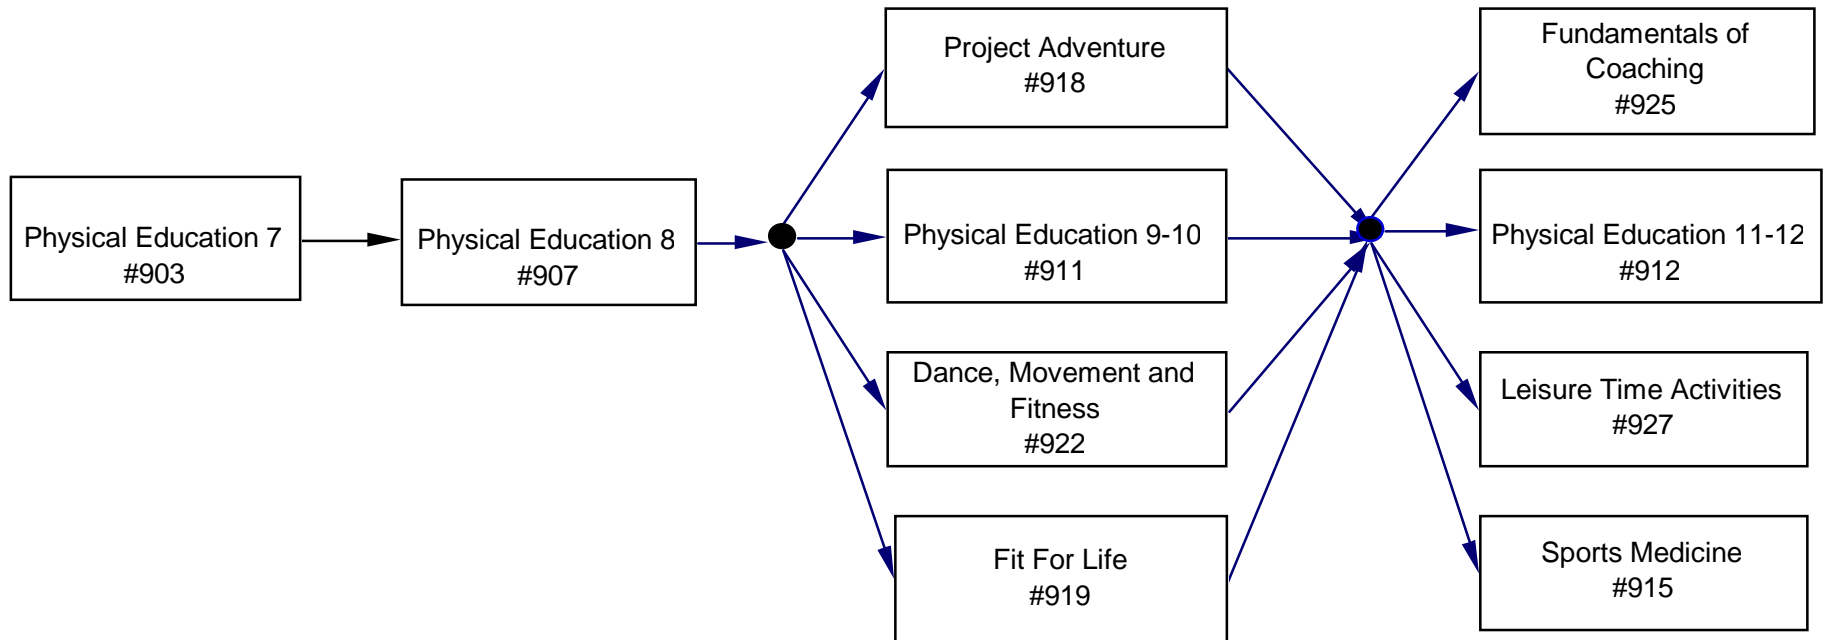 Physical Education 7
#903
Physical Education 8
#907
Project Adventure
#918
Physical Education 9-10
#911
Dance, Movement and
Fitness
#922
Fit For Life
#919
Fundamentals of
Coaching
#925
Physical Education 11-12
#912
Leisure Time Activities
#927
Sports Medicine
#915